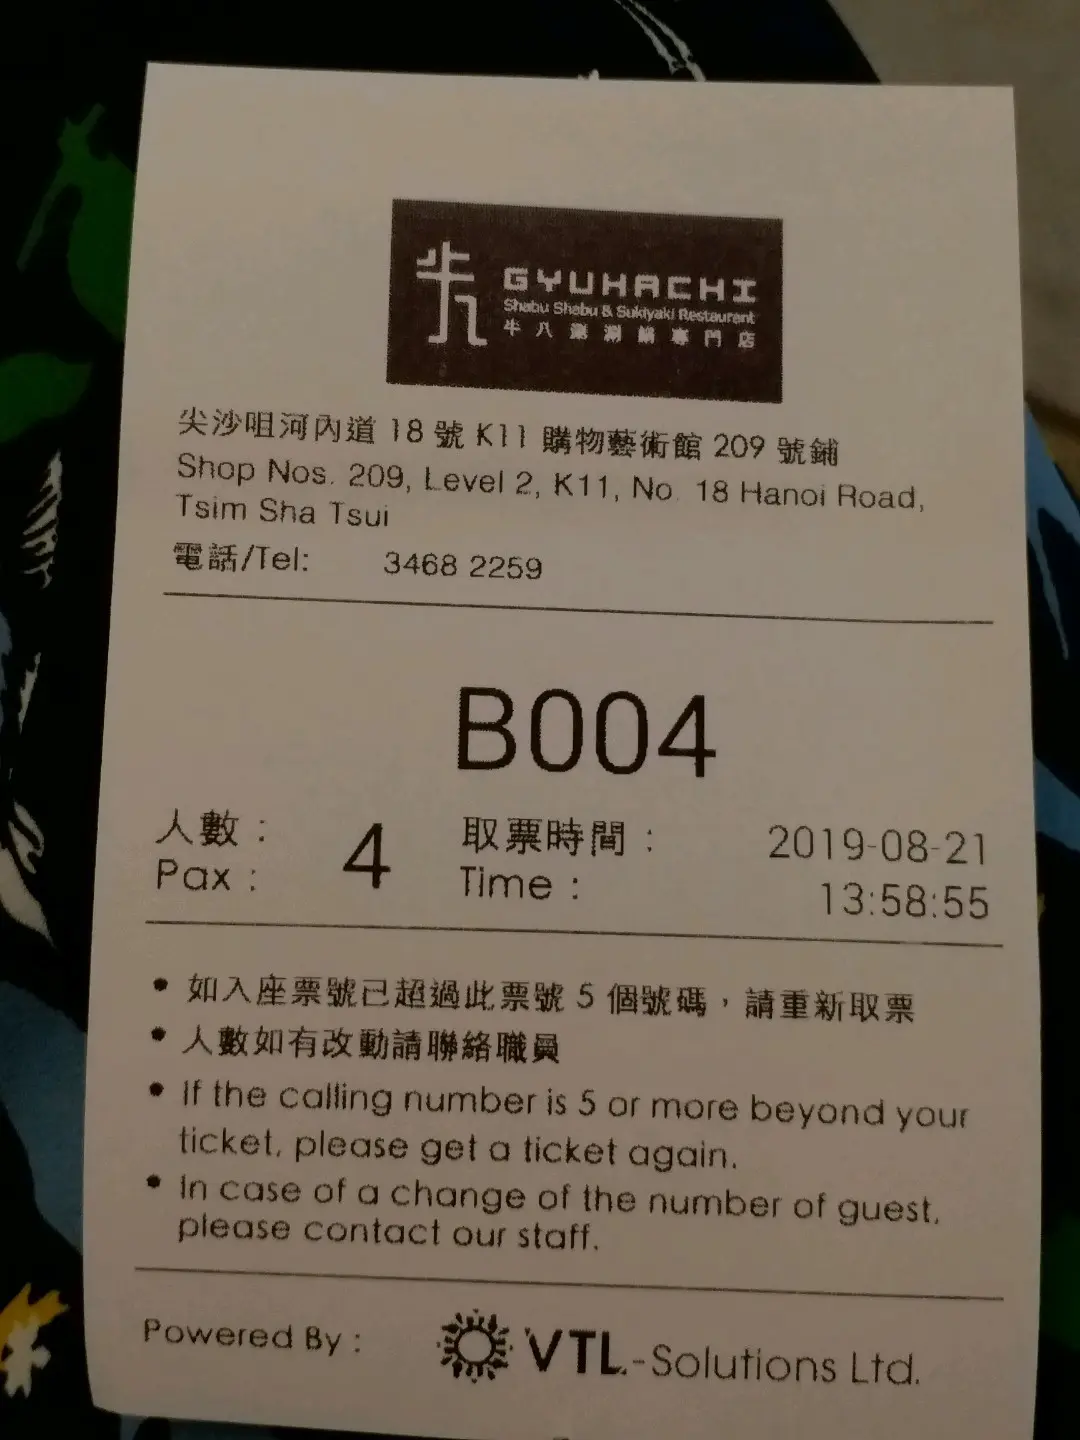 GYUHACHI
Shabu Shabu & Sukiyaki Restaurant
牛八涮涮鍋專門店
尖沙咀河內道 18 號 K11 購物藝術館 209 號鋪
Shop Nos. 209, Level 2, K11, No. 18 Hanoi Road,
Tsim Sha Tsui
電話/Tel: 3468 2259
B004
人數 : 4 取票時間 : 2019-08-21
Pax : Time : 13:58:55
• 如入座票號已超過此票號 5 個號碼，請重新取票
• 人數如有改動請聯絡職員
• If the calling number is 5 or more beyond your
ticket, please get a ticket again.
• In case of a change of the number of guest,
please contact our staff.
Powered By : VTL-Solutions Ltd.